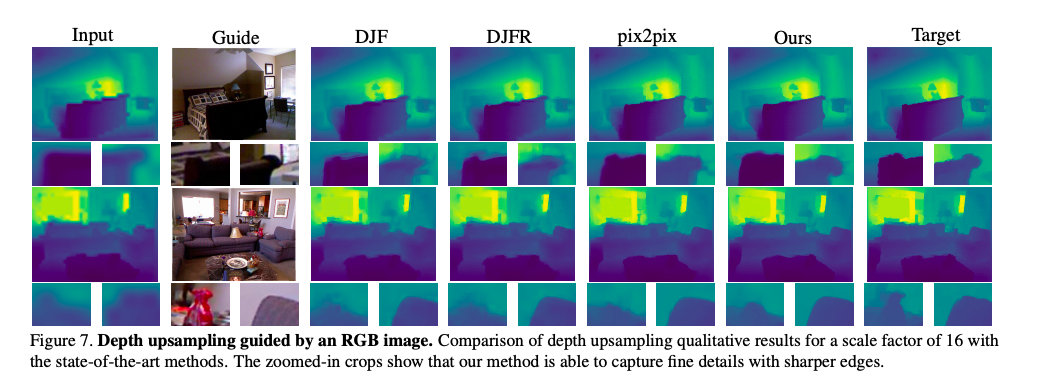 Input Guide DJF DJFR pix2pix Ours Target
Figure 7. Depth upsampling guided by an RGB image. Comparison of depth upsampling qualitative results for a scale factor of 16 with
the state-of-the-art methods. The zoomed-in crops show that our method is able to capture fine details with sharper edges.